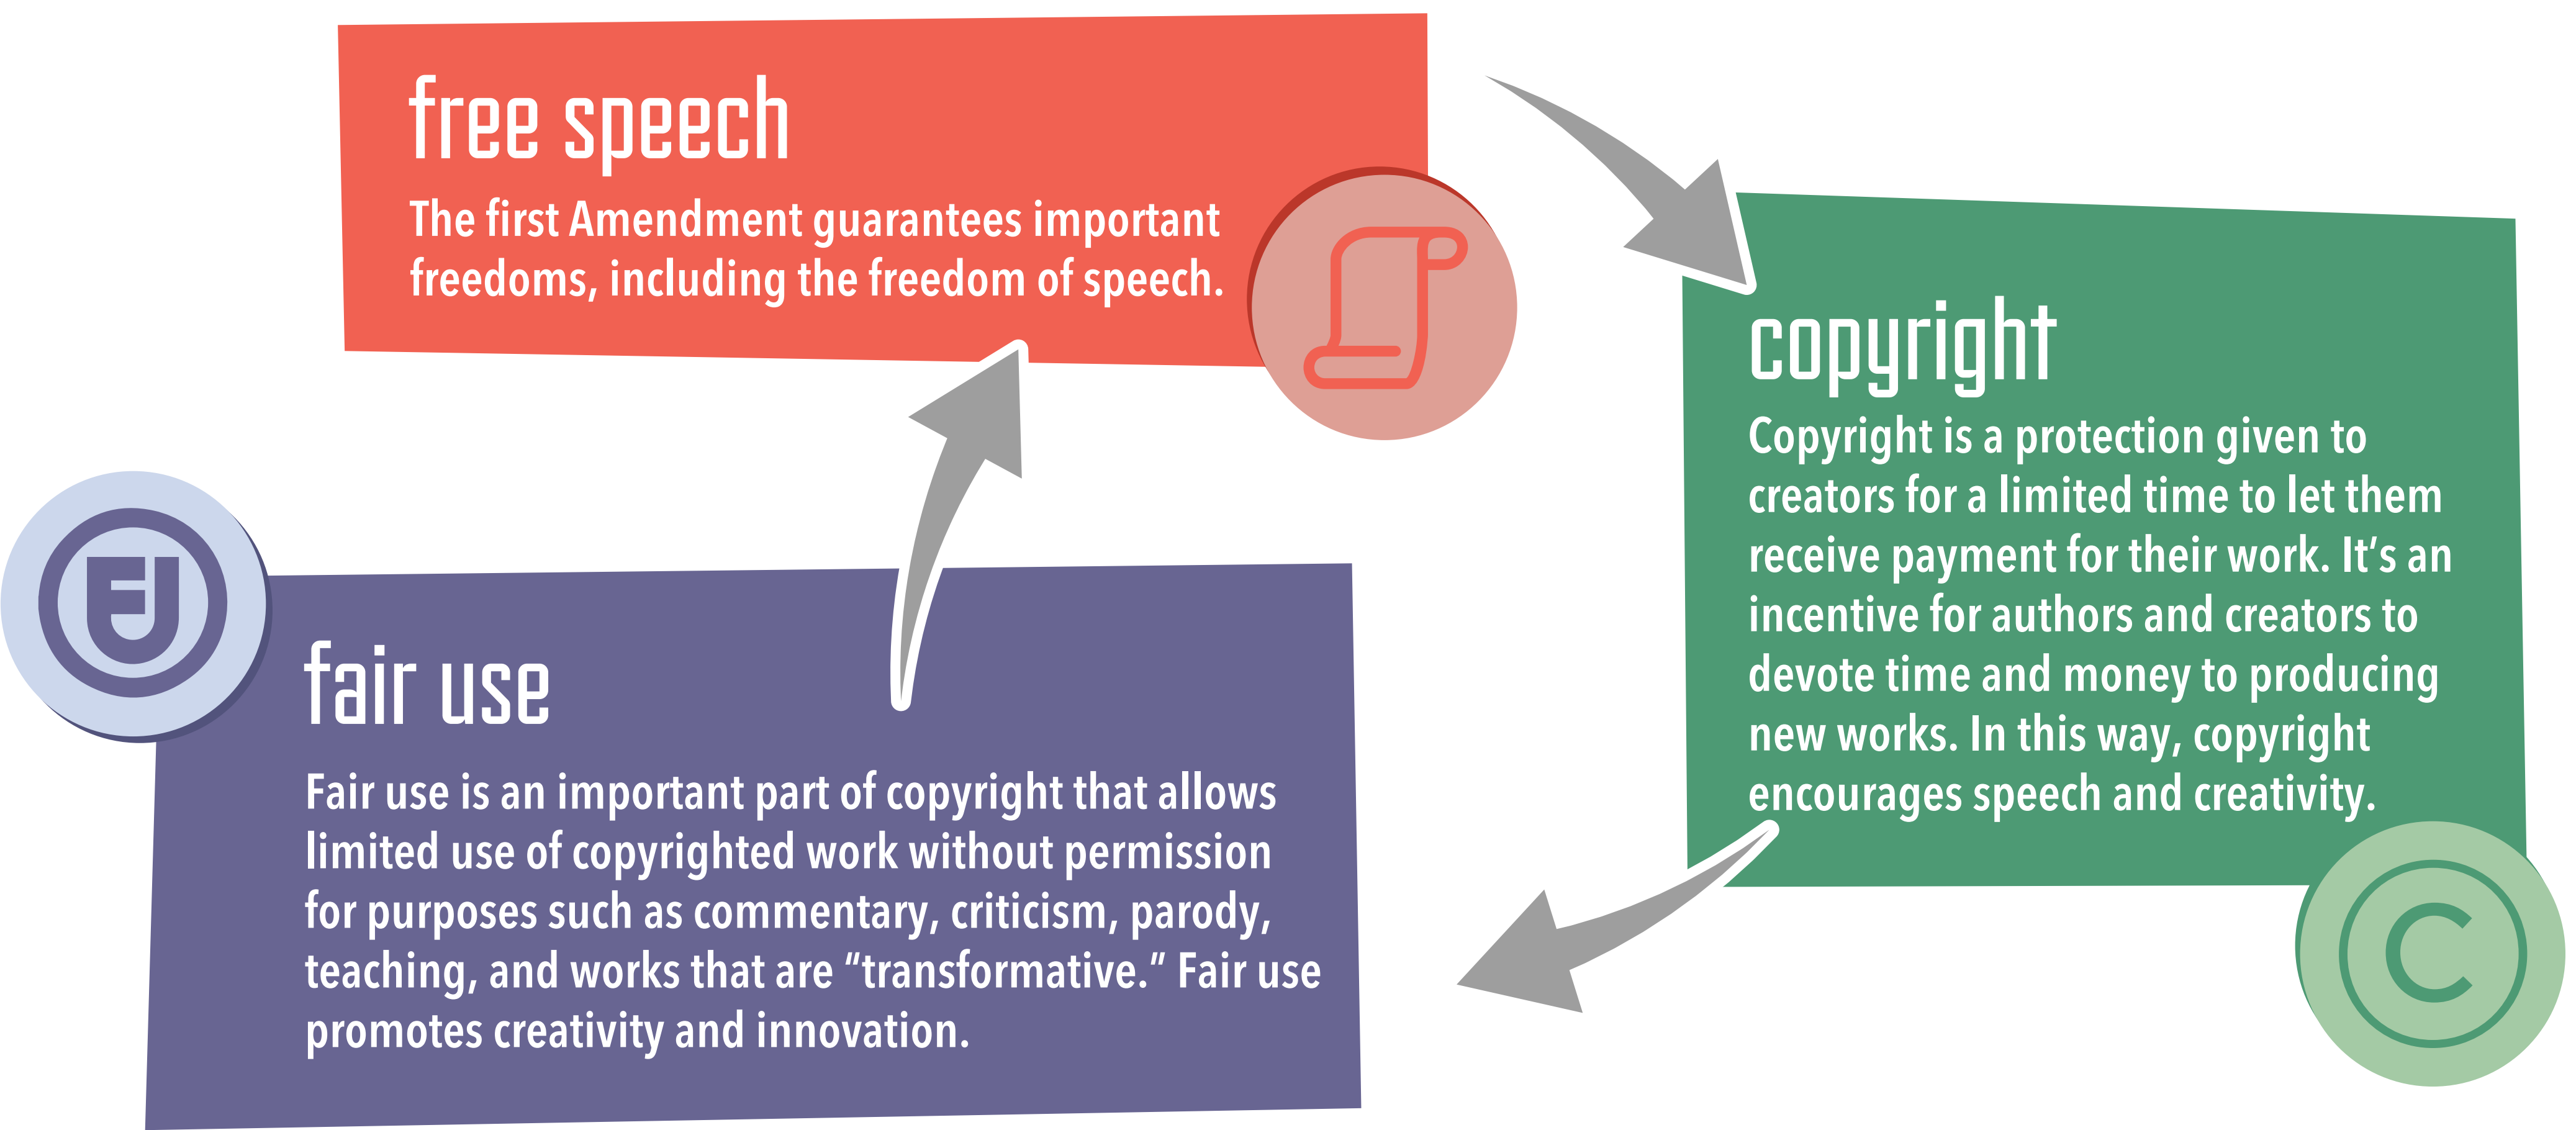 free speech
The first Amendment guarantees important
freedoms, including the freedom of speech.
copyright
Copyright is a protection given to
creators for a limited time to let them
receive payment for their work. It’s an
incentive for authors and creators to
devote time and money to producing
new works. In this way, copyright
encourages speech and creativity.
C
FU
fair use
Fair use is an important part of copyright that allows
limited use of copyrighted work without permission
for purposes such as commentary, criticism, parody,
teaching, and works that are “transformative.” Fair use
promotes creativity and innovation.